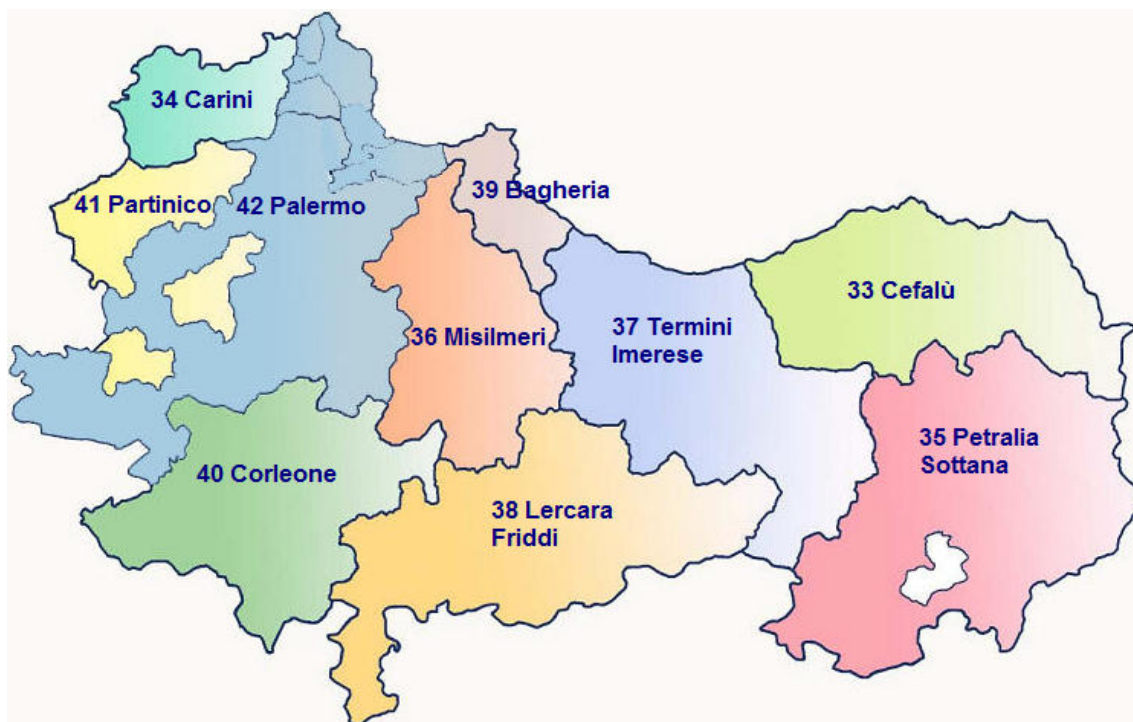 34 Carini
39 Bagheria
41 Partinico
42 Palermo
33 Cefalù
36 Misilmeri
37 Termini
Imerese
35 Petralia
Sottana
40 Corleone
38 Lercara
Friddi